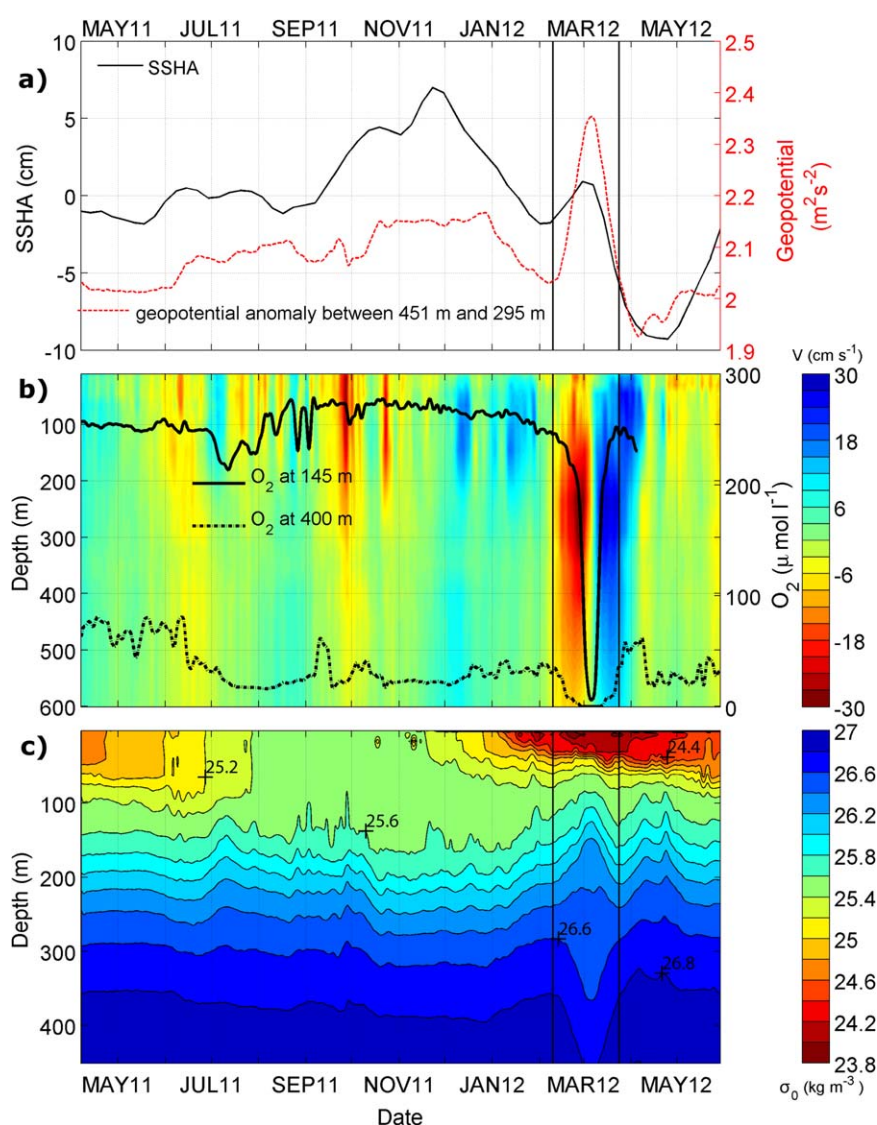 MAY11 JUL11 SEP11 NOV11 JAN12 MAR12 MAY12
a)
SSHA
SSHA (cm)
10
5
0
-5
-10
2.5
2.4
2.3
2.2
2.1
2
1.9
Geopotential
(m² s⁻²)
geopotential anomaly between 451 m and 295 m
b)
Depth (m)
100
200
300
400
500
600
O₂ at 145 m
O₂ at 400 m
300
200
100
0
O₂ (μ mol l⁻¹)
V (cm s⁻¹)
30
18
6
-6
-18
-30
c)
Depth (m)
100
200
300
400
25.2
25.6
26.6
26.8
24.4
27
26.6
26.2
25.8
25.4
25
24.6
24.2
23.8
σ₀ (kg m⁻³)
MAY11 JUL11 SEP11 NOV11 JAN12 MAR12 MAY12
Date